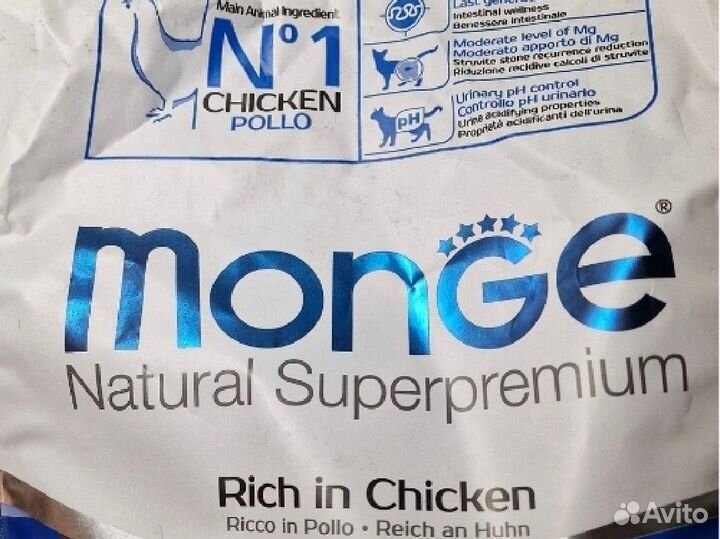 Main Animal Ingredient
N°1
CHICKEN
POLLO
Intestinal wellness
Benessere intestinale
Moderate level of Mg
Moderato apporto di Mg
Struvite stone recurrence reduction
Riduzione recidive calcoli di struvite
pH
Urinary pH control
Controllo pH urinario
Urine acidifying properties
Proprietà acidificanti dell'urina
monGe®
Natural Superpremium
Rich in Chicken
Ricco in Pollo • Reich an Huhn
Avito